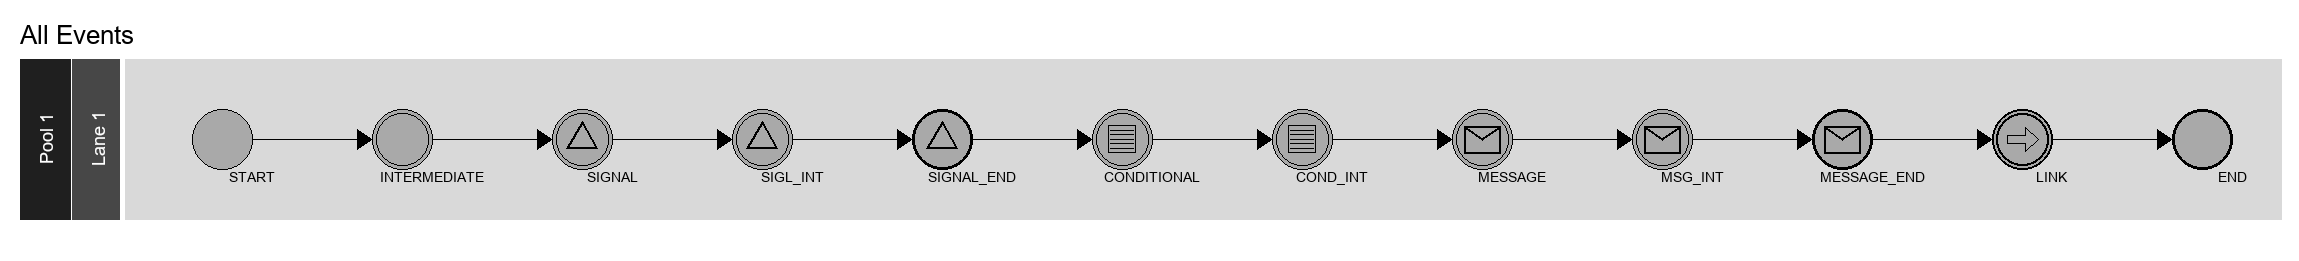 All Events
Pool 1
Lane 1
START
INTERMEDIATE
SIGNAL
SIGL_INT
SIGNAL_END
CONDITIONAL
COND_INT
MESSAGE
MSG_INT
MESSAGE_END
LINK
END